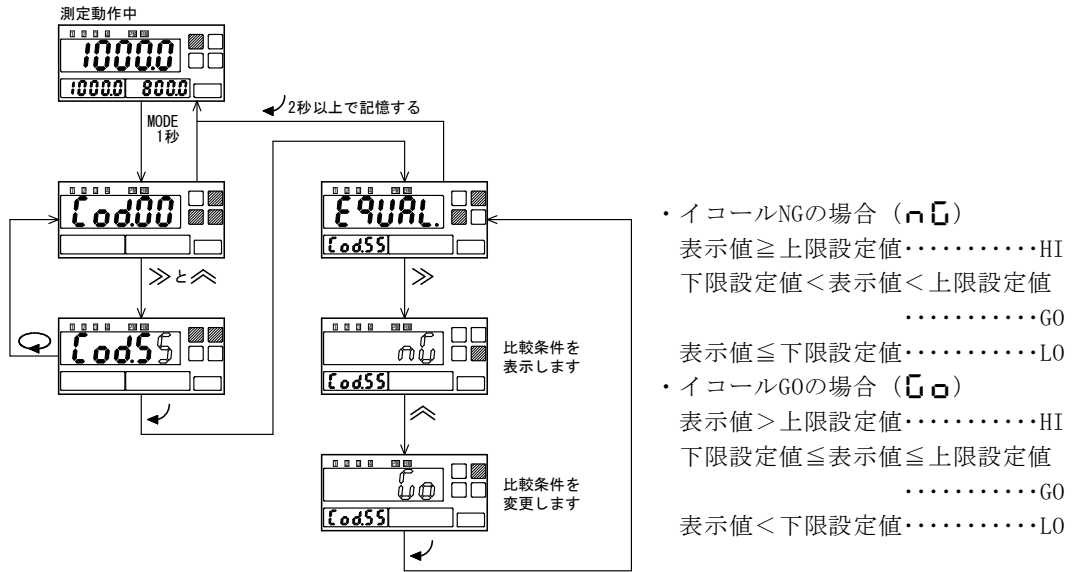 測定動作中
1000.0
1000.0 800.0
MODE
1秒
2秒以上で記憶する
Cod.00
≫と︽
Cod.55
EQUAL.
Cod.55
≫
nG
Cod.55
比較条件を
表示します
︽
Go
Cod.55
比較条件を
変更します
・イコールNGの場合（nG）
表示値≧上限設定値･･･････････HI
下限設定値＜表示値＜上限設定値
･･･････････GO
表示値≦下限設定値･･･････････LO
・イコールGOの場合（Go）
表示値＞上限設定値･･･････････HI
下限設定値≦表示値≦上限設定値
･･･････････GO
表示値＜下限設定値･･･････････LO